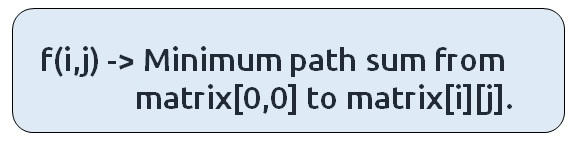 f(i,j) -> Minimum path sum from
matrix[0,0] to matrix[i][j].